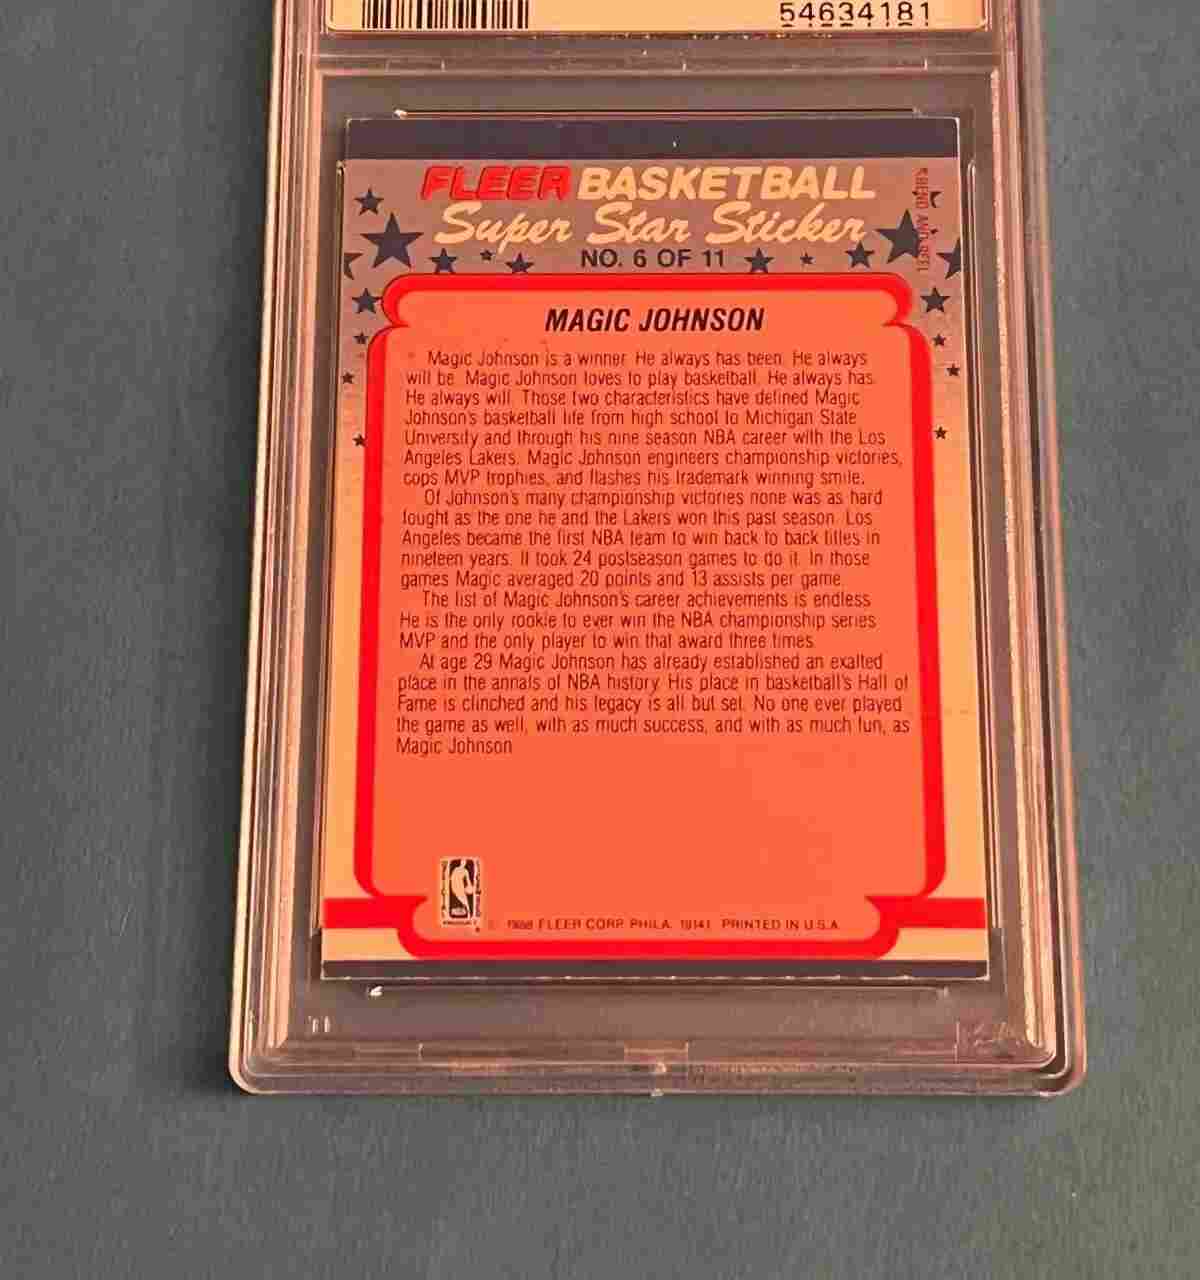 54634181
FLEER BASKETBALL
Super Star Sticker
NO. 6 OF 11
BEND AND PEEL
MAGIC JOHNSON
Magic Johnson is a winner. He always has been. He always
will be. Magic Johnson loves to play basketball. He always has.
He always will. Those two characteristics have defined Magic
Johnson's basketball life from high school to Michigan State
University and through his nine season NBA career with the Los
Angeles Lakers. Magic Johnson engineers championship victories,
cops MVP trophies, and flashes his trademark winning smile.
Of Johnson's many championship victories none was as hard
fought as the one he and the Lakers won this past season. Los
Angeles became the first NBA team to win back to back titles in
nineteen years. It took 24 postseason games to do it. In those
games Magic averaged 20 points and 13 assists per game.
The list of Magic Johnson's career achievements is endless.
He is the only rookie to ever win the NBA championship series
MVP and the only player to win that award three times.
At age 29 Magic Johnson has already established an exalted
place in the annals of NBA history. His place in basketball's Hall of
Fame is clinched and his legacy is all but set. No one ever played
the game as well, with as much success, and with as much fun, as
Magic Johnson
NBA
© 1988 FLEER CORP. PHILA. 19141 PRINTED IN U.S.A.